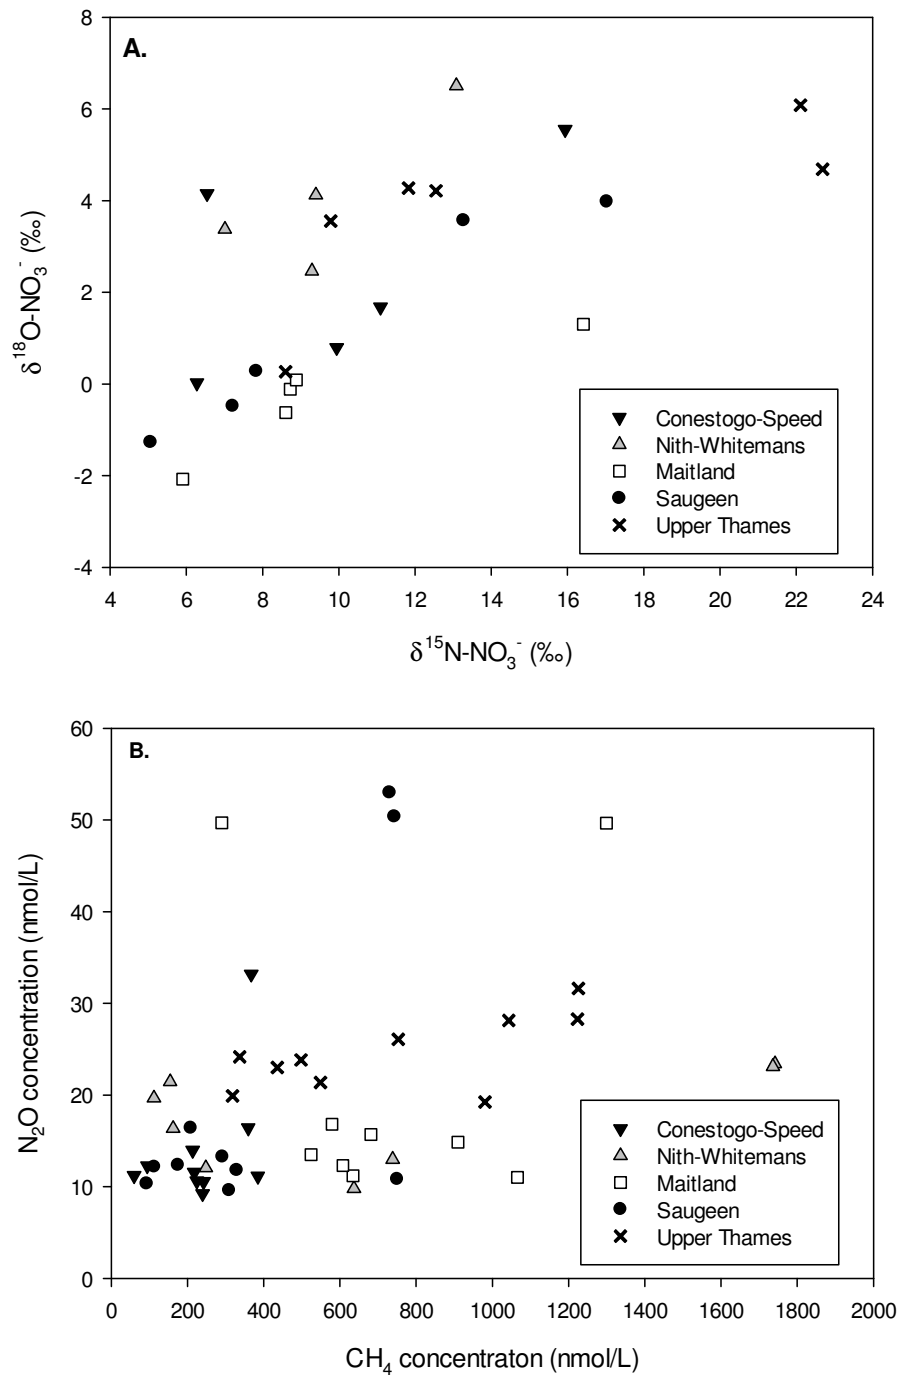 A.
8
6
4
2
0
-2
-4
δ18O-NO3- (‰)
Conestogo-Speed
Nith-Whitemans
Maitland
Saugeen
Upper Thames
4 6 8 10 12 14 16 18 20 22 24
δ15N-NO3- (‰)
B.
60
50
40
30
20
10
0
N2O concentration (nmol/L)
Conestogo-Speed
Nith-Whitemans
Maitland
Saugeen
Upper Thames
0 200 400 600 800 1000 1200 1400 1600 1800 2000
CH4 concentraton (nmol/L)